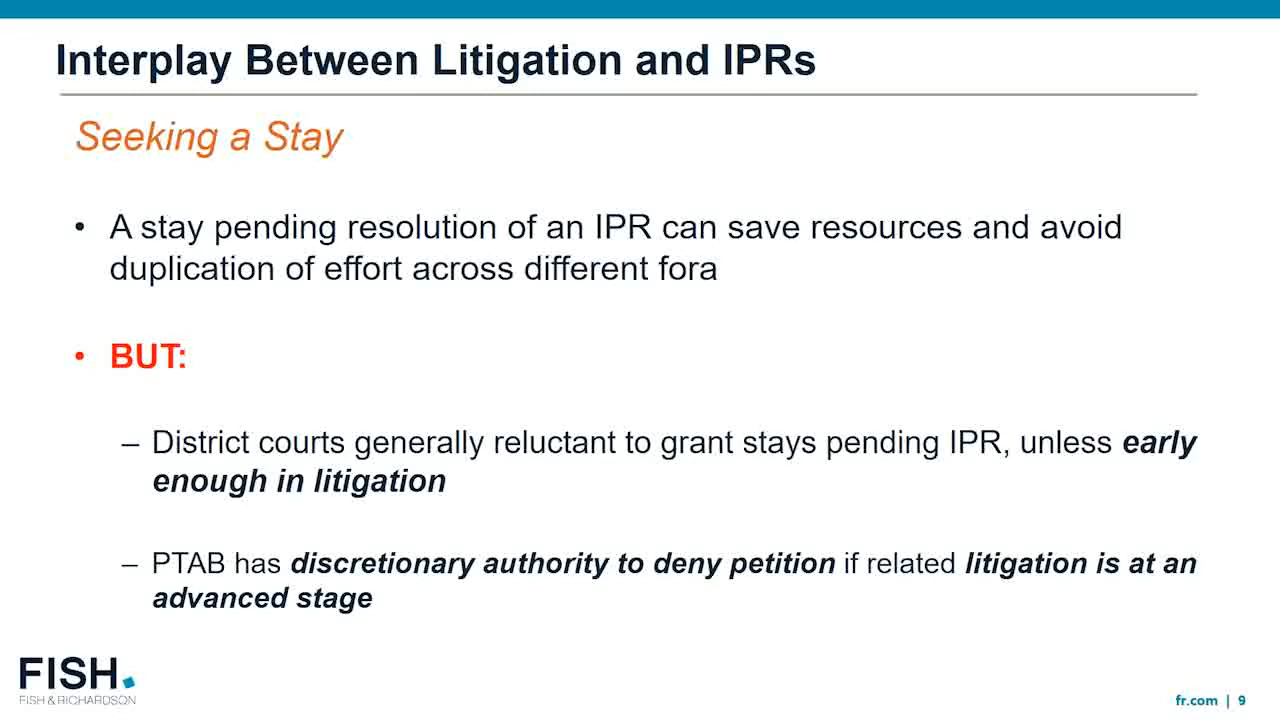 Interplay Between Litigation and IPRs
Seeking a Stay
• A stay pending resolution of an IPR can save resources and avoid
duplication of effort across different fora
• BUT:
– District courts generally reluctant to grant stays pending IPR, unless early
enough in litigation
– PTAB has discretionary authority to deny petition if related litigation is at an
advanced stage
FISH.
FISH & RICHARDSON
fr.com | 9